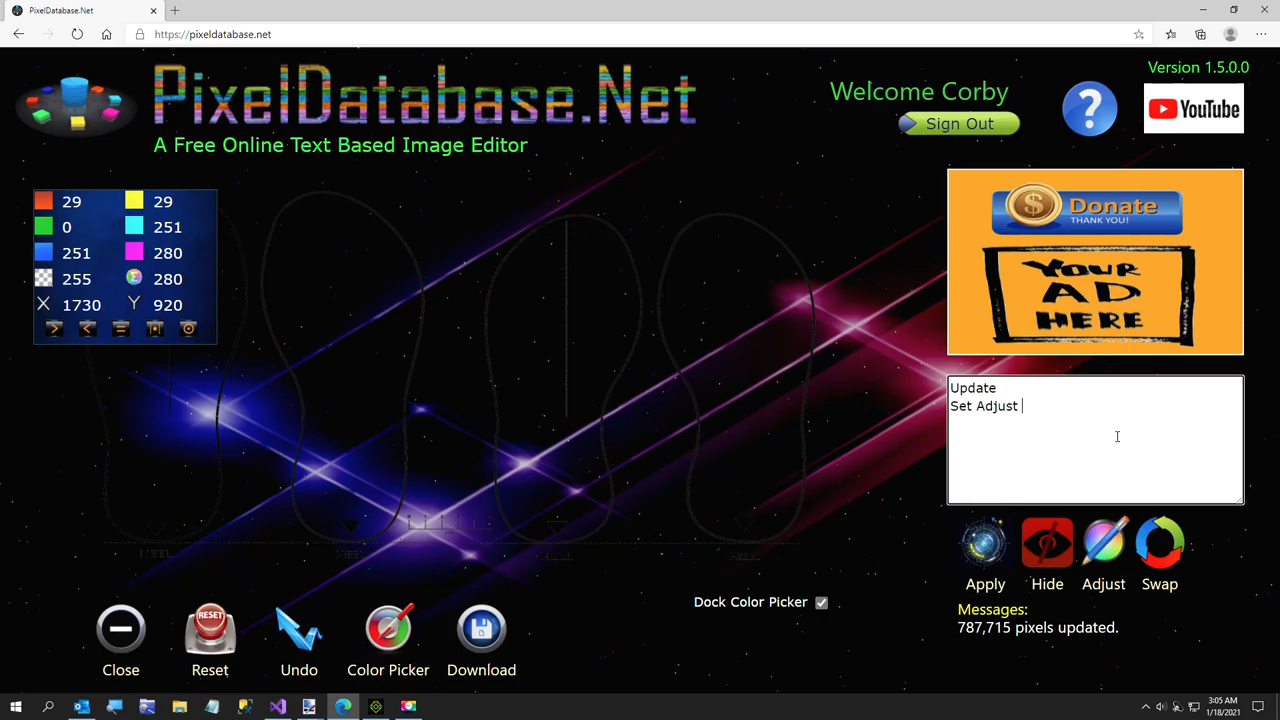 PixelDatabase.Net
https://pixeldatabase.net
PixelDatabase.Net
A Free Online Text Based Image Editor
Welcome Corby
Sign Out
?
Version 1.5.0.0
YouTube
29 29
0 251
251 280
255 280
X 1730 Y 920
$ Donate
THANK YOU!
YOUR
AD
HERE
Update
Set Adjust
Apply Hide Adjust Swap
Messages:
787,715 pixels updated.
Dock Color Picker
RESET
Close Reset Undo Color Picker Download
3:05 AM
1/18/2021